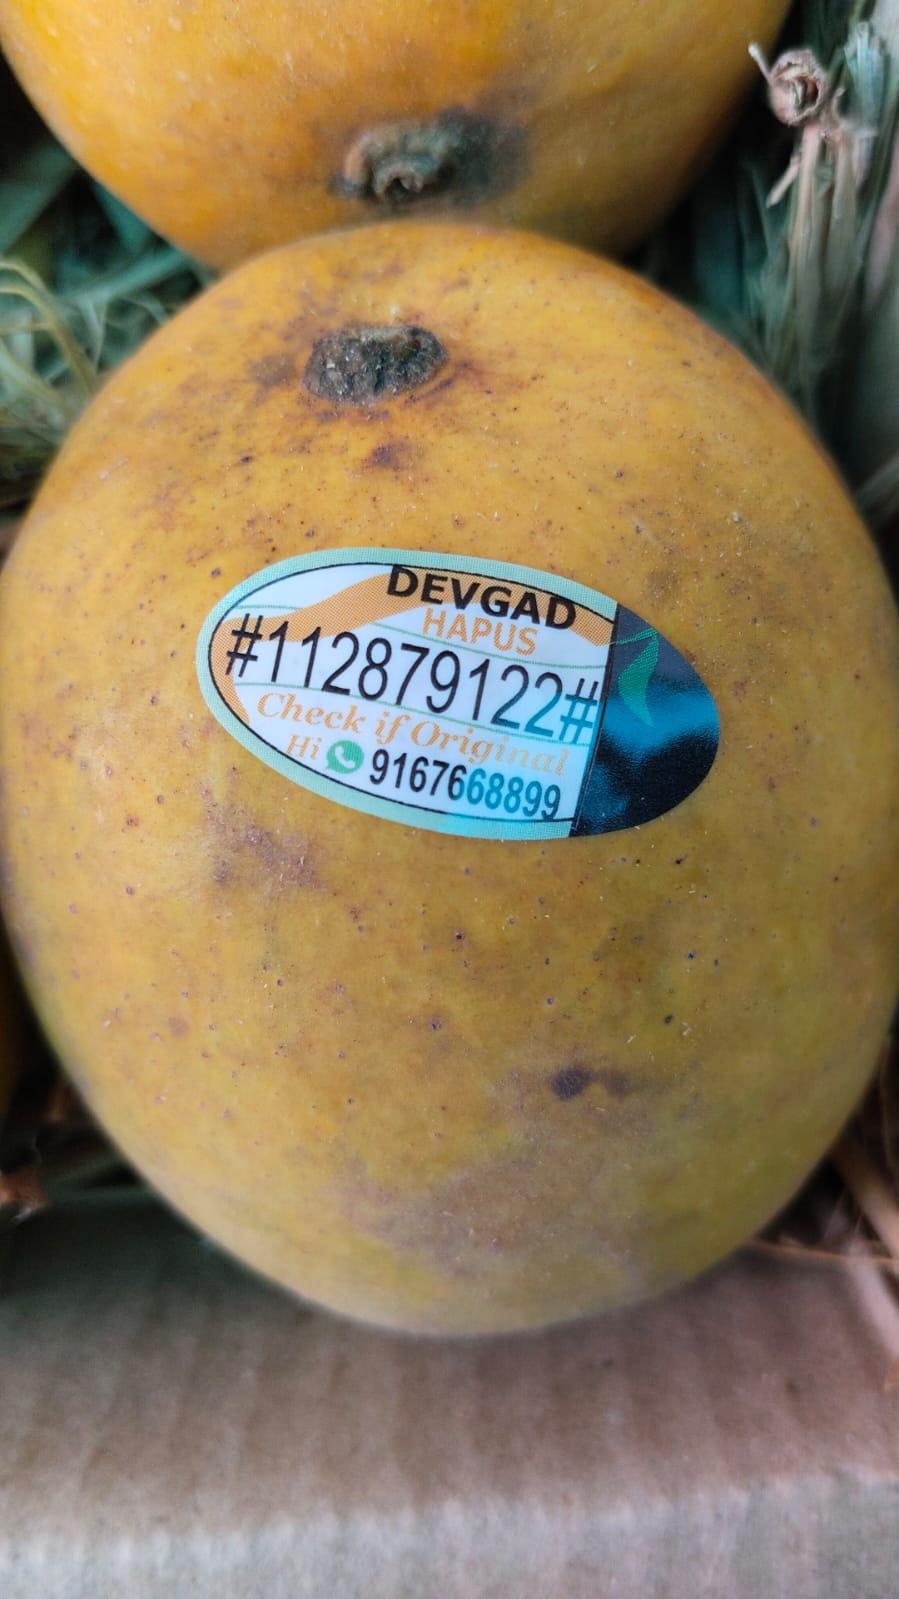 DEVGAD
HAPUS
#112879122#
Check if Original
Hi 9167668899